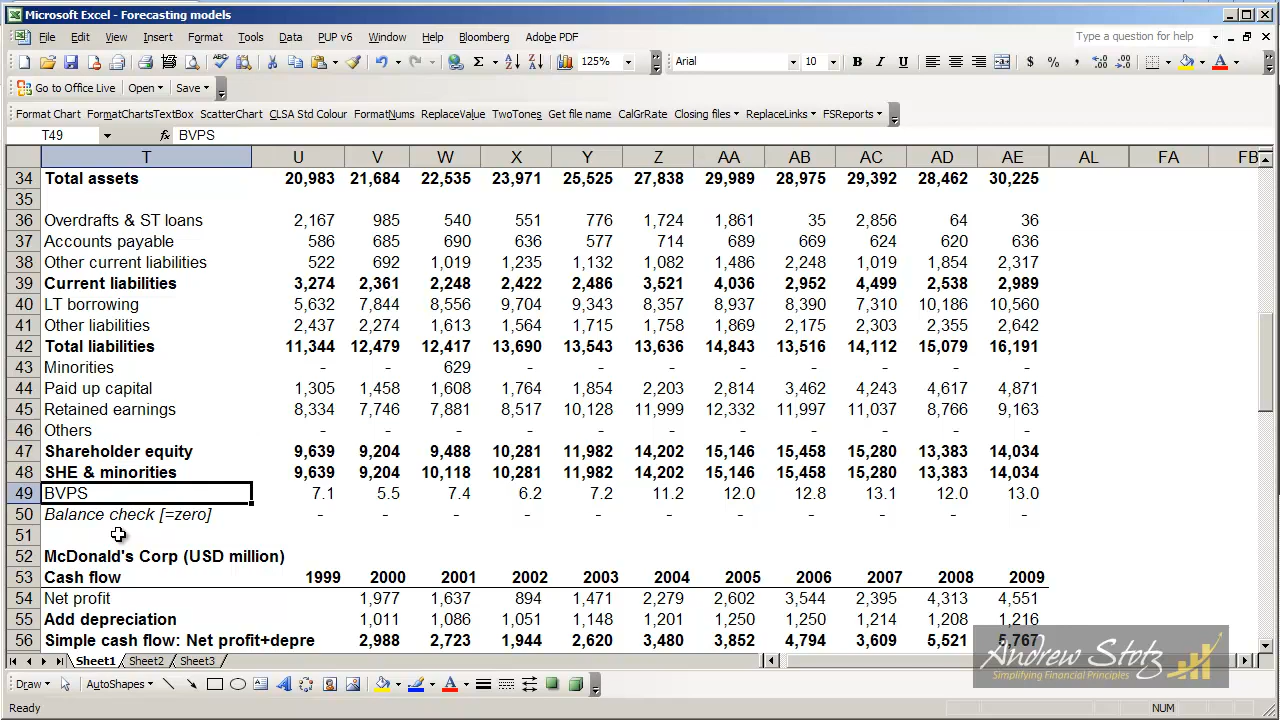 Microsoft Excel - Forecasting models
File Edit View Insert Format Tools Data PUP v6 Window Help Bloomberg Adobe PDF Type a question for help
125% Arial 10 B I U $ % ,
Go to Office Live Open Save
Format Chart FormatChartsTextBox ScatterChart CLSA Std Colour FormatNums ReplaceValue TwoTones Get file name CalGrRate Closing files ReplaceLinks FSReports
T49 fx BVPS
T U V W X Y Z AA AB AC AD AE AL FA FB
34 Total assets 20,983 21,684 22,535 23,971 25,525 27,838 29,989 28,975 29,392 28,462 30,225
35
36 Overdrafts & ST loans 2,167 985 540 551 776 1,724 1,861 35 2,856 64 36
37 Accounts payable 586 685 690 636 577 714 689 669 624 620 636
38 Other current liabilities 522 692 1,019 1,235 1,132 1,082 1,486 2,248 1,019 1,854 2,317
39 Current liabilities 3,274 2,361 2,248 2,422 2,486 3,521 4,036 2,952 4,499 2,538 2,989
40 LT borrowing 5,632 7,844 8,556 9,704 9,343 8,357 8,937 8,390 7,310 10,186 10,560
41 Other liabilities 2,437 2,274 1,613 1,564 1,715 1,758 1,869 2,175 2,303 2,355 2,642
42 Total liabilities 11,344 12,479 12,417 13,690 13,543 13,636 14,843 13,516 14,112 15,079 16,191
43 Minorities - - 629 - - - - - - - -
44 Paid up capital 1,305 1,458 1,608 1,764 1,854 2,203 2,814 3,462 4,243 4,617 4,871
45 Retained earnings 8,334 7,746 7,881 8,517 10,128 11,999 12,332 11,997 11,037 8,766 9,163
46 Others - - - - - - - - - - -
47 Shareholder equity 9,639 9,204 9,488 10,281 11,982 14,202 15,146 15,458 15,280 13,383 14,034
48 SHE & minorities 9,639 9,204 10,118 10,281 11,982 14,202 15,146 15,458 15,280 13,383 14,034
49 BVPS 7.1 5.5 7.4 6.2 7.2 11.2 12.0 12.8 13.1 12.0 13.0
50 Balance check [=zero] - - - - - - - - - - -
51
52 McDonald's Corp (USD million)
53 Cash flow 1999 2000 2001 2002 2003 2004 2005 2006 2007 2008 2009
54 Net profit 1,977 1,637 894 1,471 2,279 2,602 3,544 2,395 4,313 4,551
55 Add depreciation 1,011 1,086 1,051 1,148 1,201 1,250 1,250 1,214 1,208 1,216
56 Simple cash flow: Net profit+depre 2,988 2,723 1,944 2,620 3,480 3,852 4,794 3,609 5,521 5,767
Andrew Stotz
Simplifying Financial Principles
Sheet1 Sheet2 Sheet3
Draw AutoShapes
Ready NUM